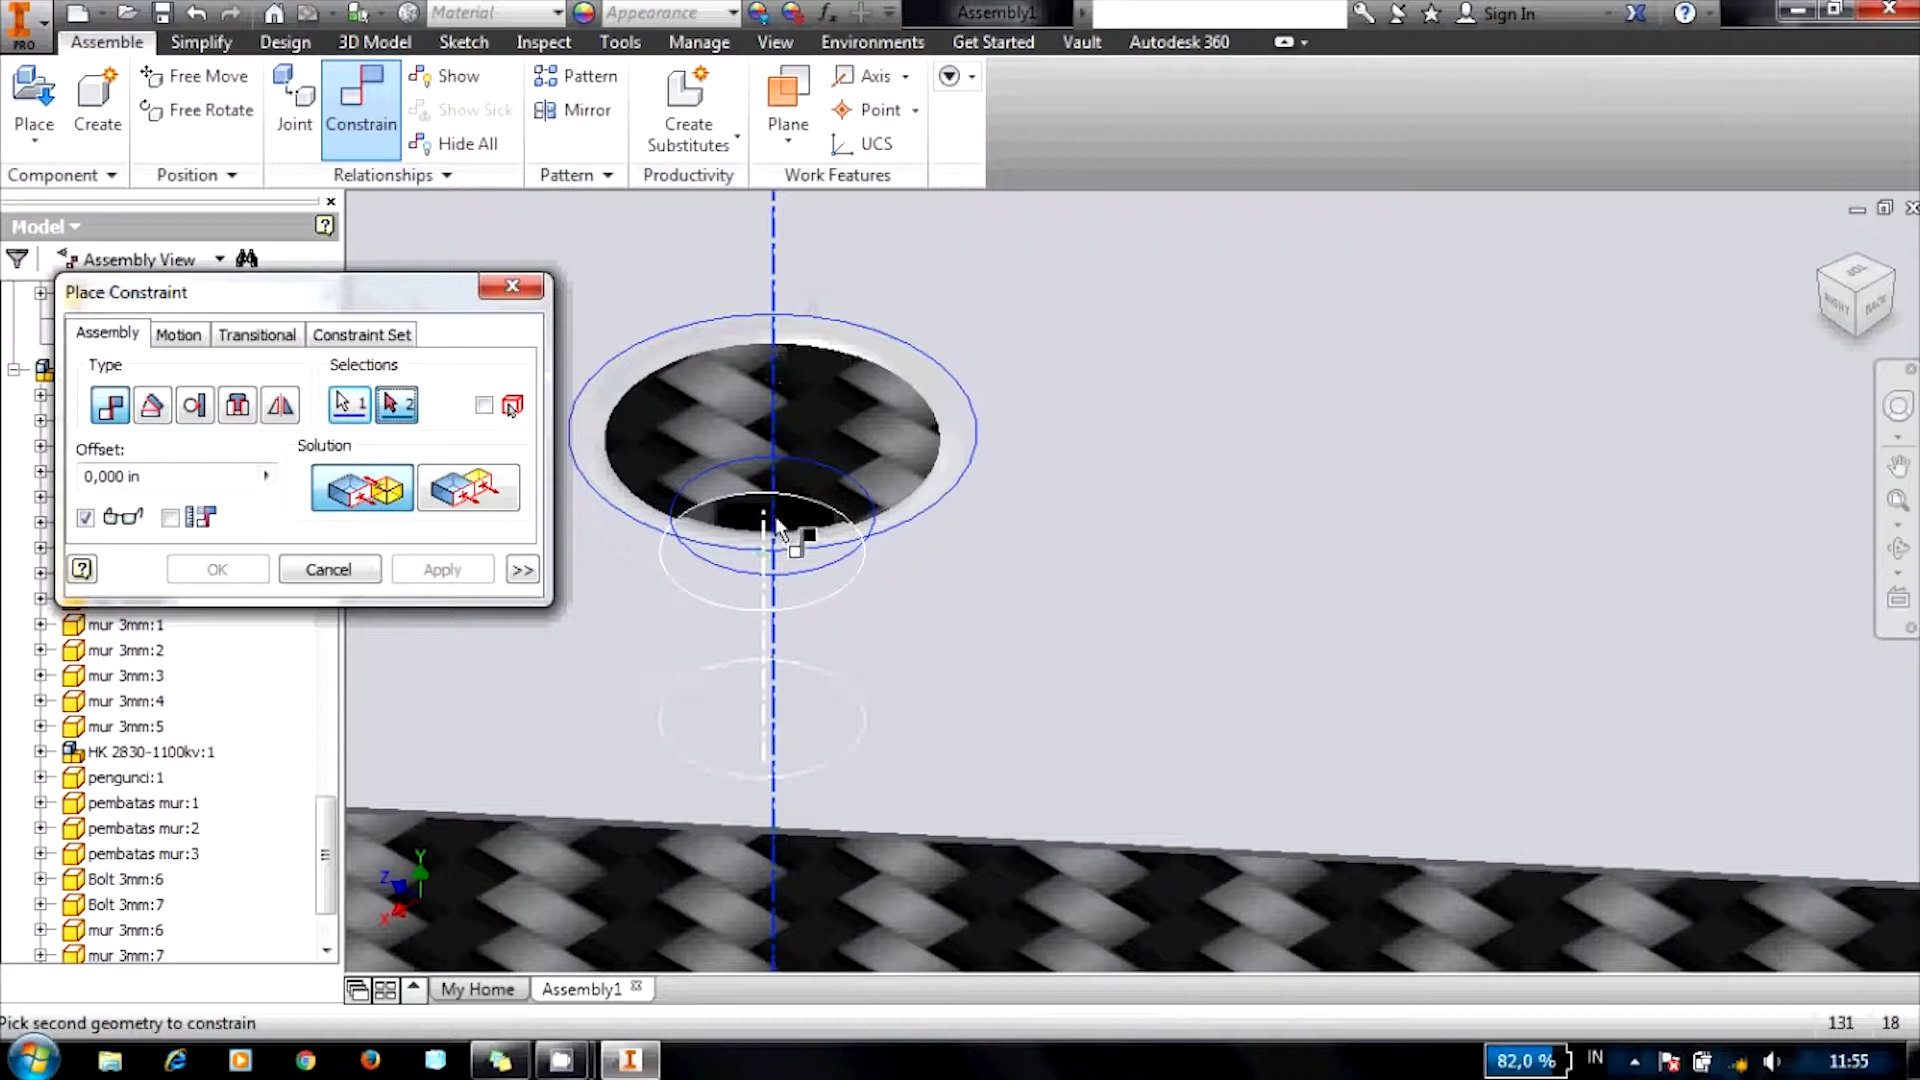 Material
Appearance
fx
Assembly1
Sign In
PRO
Assemble
Simplify
Design
3D Model
Sketch
Inspect
Tools
Manage
View
Environments
Get Started
Vault
Autodesk 360
Place
Create
Free Move
Free Rotate
Joint
Constrain
Show
Show Sick
Hide All
Pattern
Mirror
Create
Substitutes
Plane
Axis
Point
UCS
Component
Position
Relationships
Pattern
Productivity
Work Features
Model
Assembly View
Place Constraint
Assembly
Motion
Transitional
Constraint Set
Type
Selections
1
2
Offset:
0,000 in
Solution
OK
Cancel
Apply
>>
mur 3mm:1
mur 3mm:2
mur 3mm:3
mur 3mm:4
mur 3mm:5
HK 2830-1100kv:1
pengunci:1
pembatas mur:1
pembatas mur:2
pembatas mur:3
Bolt 3mm:6
Bolt 3mm:7
mur 3mm:6
mur 3mm:7
TOP
RIGHT
BACK
Y
Z
X
My Home
Assembly1
Pick second geometry to constrain
131
18
82,0 %
IN
11:55